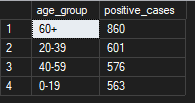 age_group positive_cases
1 60+ 860
2 20-39 601
3 40-59 576
4 0-19 563